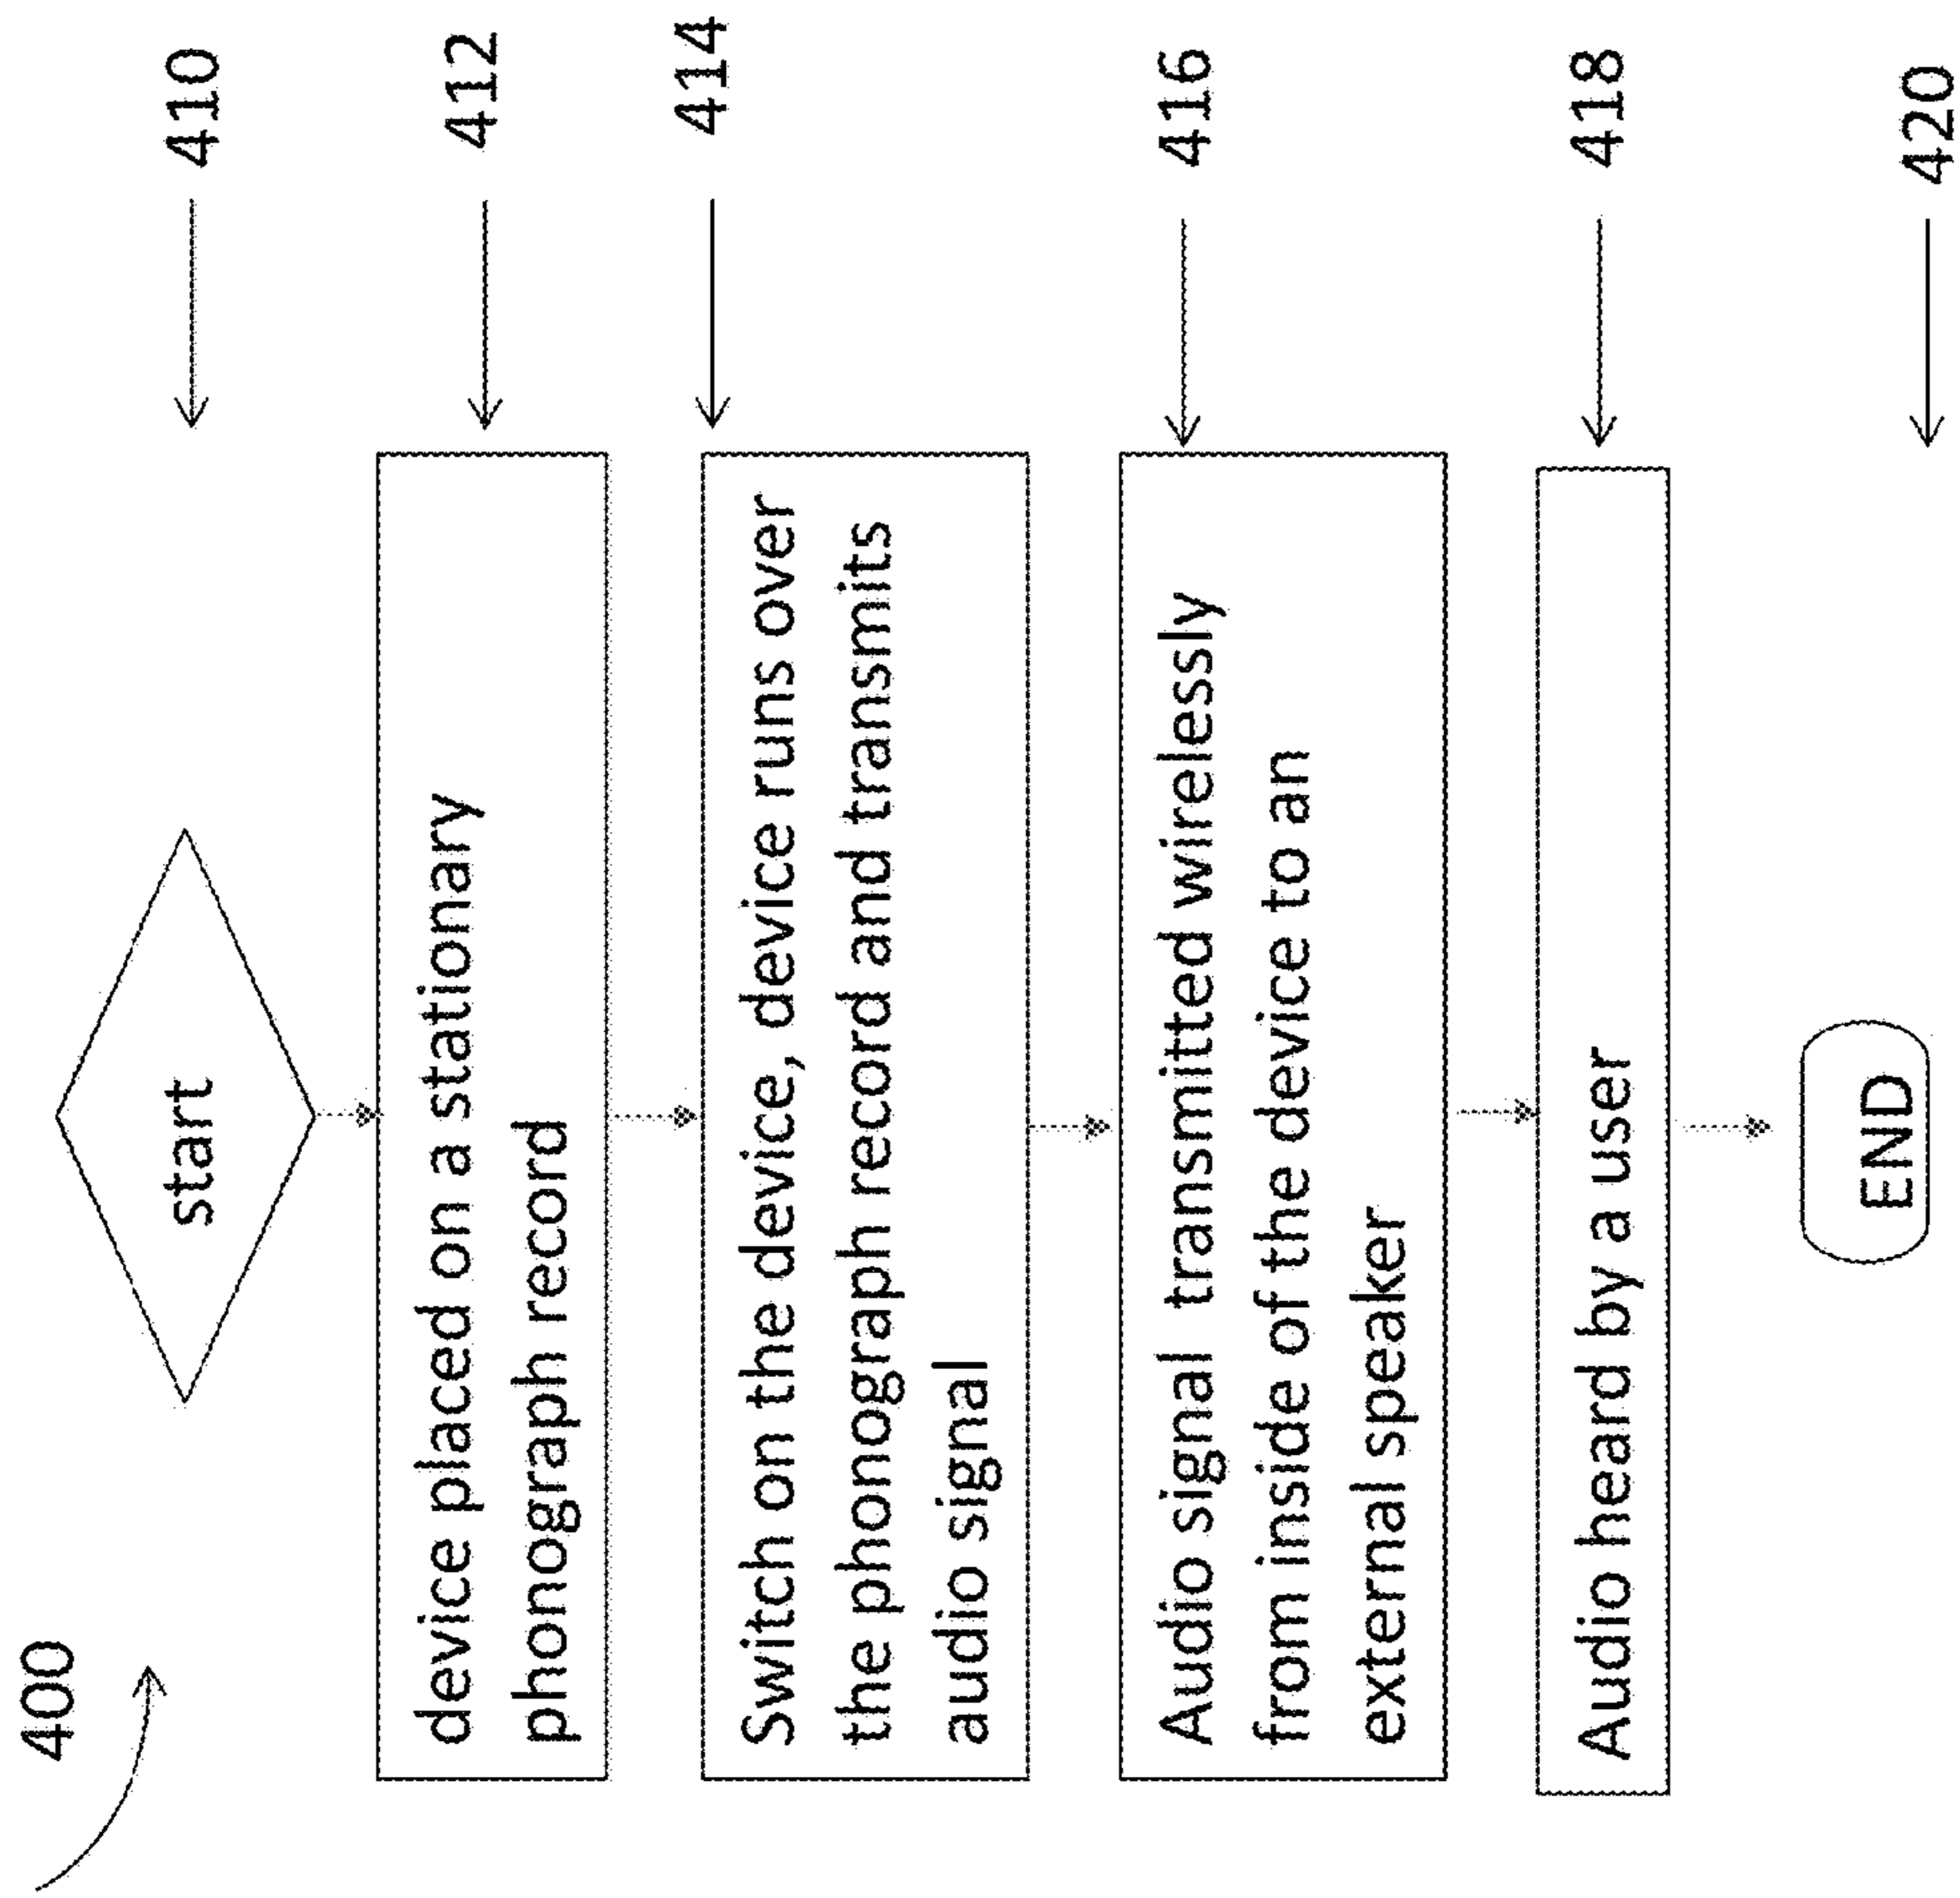 400
start
410
device placed on a stationary
phonograph record
412
Switch on the device, device runs over
the phonograph record and transmits
audio signal
414
Audio signal transmitted wirelessly
from inside of the device to an
external speaker
416
Audio heard by a user
418
END
420